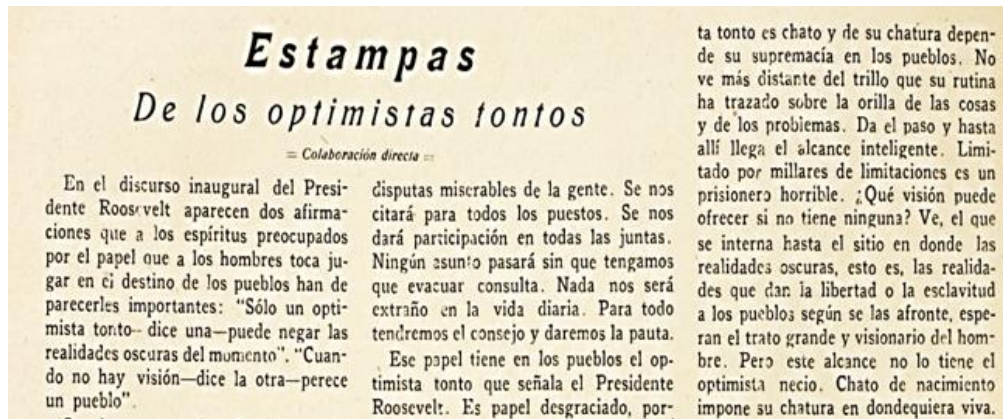 Estampas
De los optimistas tontos
= Colaboración directa =
En el discurso inaugural del Presi-
dente Roosevelt aparecen dos afirma-
ciones que a los espíritus preocupados
por el papel que a los hombres toca ju-
gar en el destino de los pueblos han de
parecerles importantes: "Sólo un opti-
mista tonto—dice una—puede negar las
realidades oscuras del momento". "Cuan-
do no hay visión—dice la otra—perece
un pueblo".
disputas miserables de la gente. Se nos
citará para todos los puestos. Se nos
dará participación en todas las juntas.
Ningún asunto pasará sin que tengamos
que evacuar consulta. Nada nos será
extraño en la vida diaria. Para todo
tendremos el consejo y daremos la pauta.
Ese papel tiene en los pueblos el op-
timista tonto que señala el Presidente
Roosevelt. Es papel desgraciado, por-
ta tonto es chato y de su chatura depen-
de su supremacía en los pueblos. No
ve más distante del trillo que su rutina
ha trazado sobre la orilla de las cosas
y de los problemas. Da el paso y hasta
allí llega el alcance inteligente. Limi-
tado por millares de limitaciones es un
prisionero horrible. ¿Qué visión puede
ofrecer si no tiene ninguna? Ve, el que
se interna hasta el sitio en donde las
realidades oscuras, esto es, las realida-
des que dan la libertad o la esclavitud
a los pueblos según se las afronte, espe-
ran el trato grande y visionario del hom-
bre. Pero este alcance no lo tiene el
optimista necio. Chato de nacimiento
impone su chatura en dondequiera viva.